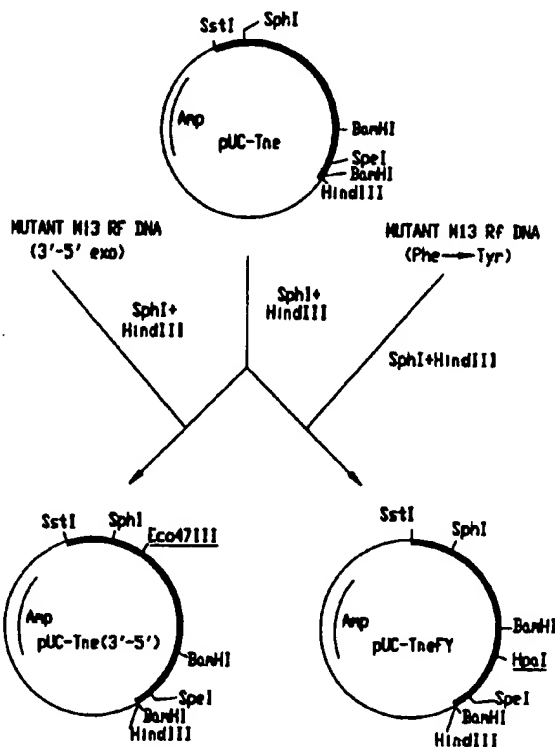 SstI
SphI
Amp
pUC-Tne
BamHI
SpeI
BamHI
HindIII
MUTANT M13 RF DNA
(3'-5' exo)
MUTANT M13 RF DNA
(Phe→Tyr)
SphI+
HindIII
SphI+
HindIII
SphI+HindIII
SstI
SphI
Eco47III
Amp
pUC-Tne(3'-5')
BamHI
SpeI
BamHI
HindIII
SstI
SphI
Amp
pUC-TneFY
BamHI
HpaI
SpeI
BamHI
HindIII